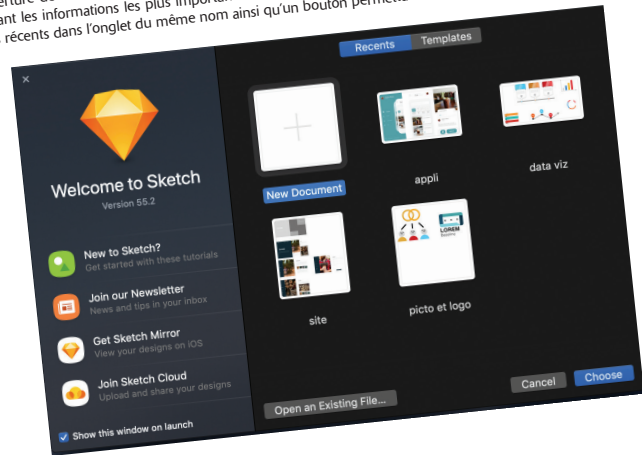 ant les informations les plus importan
récents dans l'onglet du même nom ainsi qu'un bouton permetta
Recents
Templates
Welcome to Sketch
Version 55.2
New to Sketch?
Get started with these tutorials
Join our Newsletter
News and tips in your inbox
Get Sketch Mirror
View your designs on iOS
Join Sketch Cloud
Upload and share your designs
Show this window on launch
New Document
appli
data viz
site
LOREM
picto et logo
Open an Existing File...
Cancel
Choose